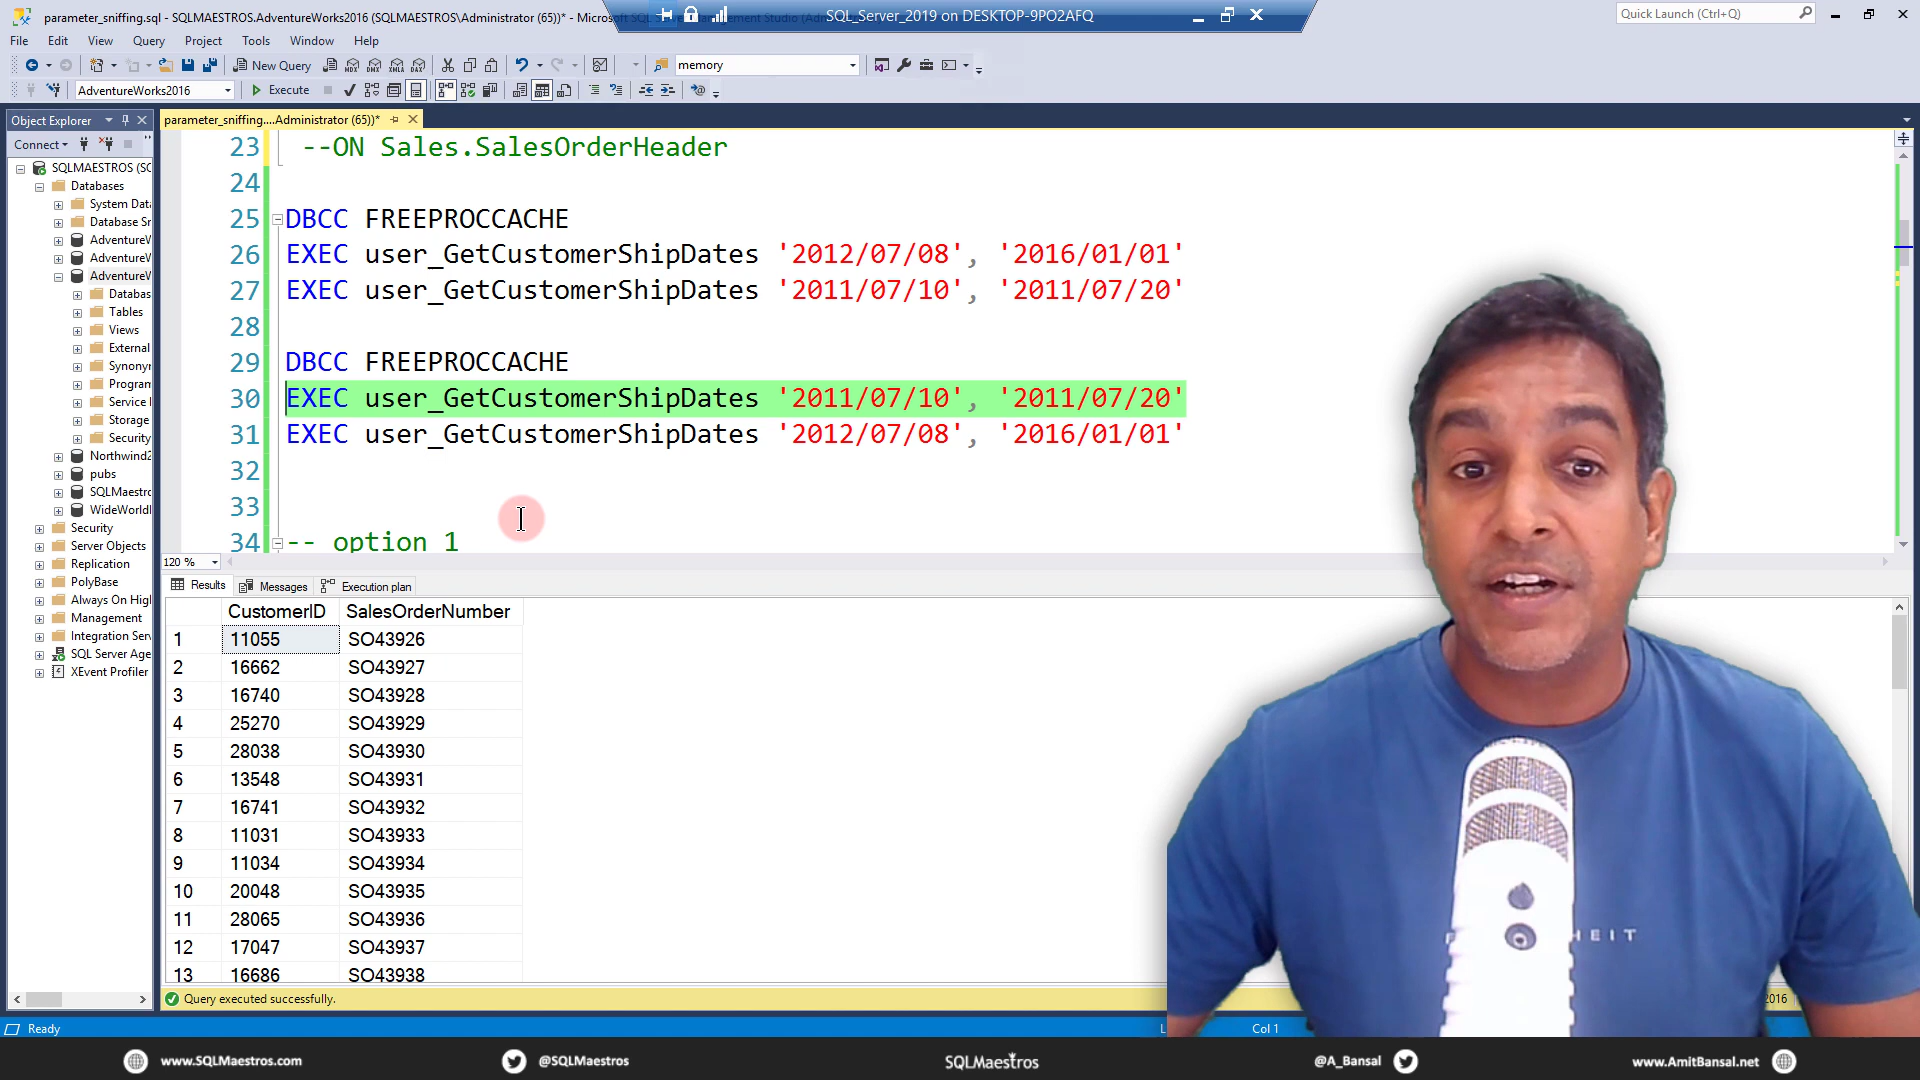 parameter_sniffing.sql - SQLMAESTROS.AdventureWorks2016 (SQLMAESTROS\Administrator (65))* - Micros
SQL_Server_2019 on DESKTOP-9PO2AFQ
Quick Launch (Ctrl+Q)
File Edit View Query Project Tools Window Help
New Query
memory
AdventureWorks2016
Execute
Object Explorer
parameter_sniffing....Administrator (65))*
Connect
SQLMAESTROS (SC
Databases
System Data
Database Sn
AdventureW
AdventureW
AdventureW
Databas
Tables
Views
External
Synonyr
Program
Service I
Storage
Security
Northwind2
pubs
SQLMaestro
WideWorldI
Security
Server Objects
Replication
PolyBase
Always On High
Management
Integration Serv
SQL Server Age
XEvent Profiler
23 --ON Sales.SalesOrderHeader
24
25 DBCC FREEPROCCACHE
26 EXEC user_GetCustomerShipDates '2012/07/08', '2016/01/01'
27 EXEC user_GetCustomerShipDates '2011/07/10', '2011/07/20'
28
29 DBCC FREEPROCCACHE
30 EXEC user_GetCustomerShipDates '2011/07/10', '2011/07/20'
31 EXEC user_GetCustomerShipDates '2012/07/08', '2016/01/01'
32
33
34 -- option 1
120 %
Results Messages Execution plan
CustomerID SalesOrderNumber
1 11055 SO43926
2 16662 SO43927
3 16740 SO43928
4 25270 SO43929
5 28038 SO43930
6 13548 SO43931
7 16741 SO43932
8 11031 SO43933
9 11034 SO43934
10 20048 SO43935
11 28065 SO43936
12 17047 SO43937
13 16686 SO43938
Query executed successfully.
2016
Ready
Col 1
www.SQLMaestros.com
@SQLMaestros
SQLMaestros
@A_Bansal
www.AmitBansal.net